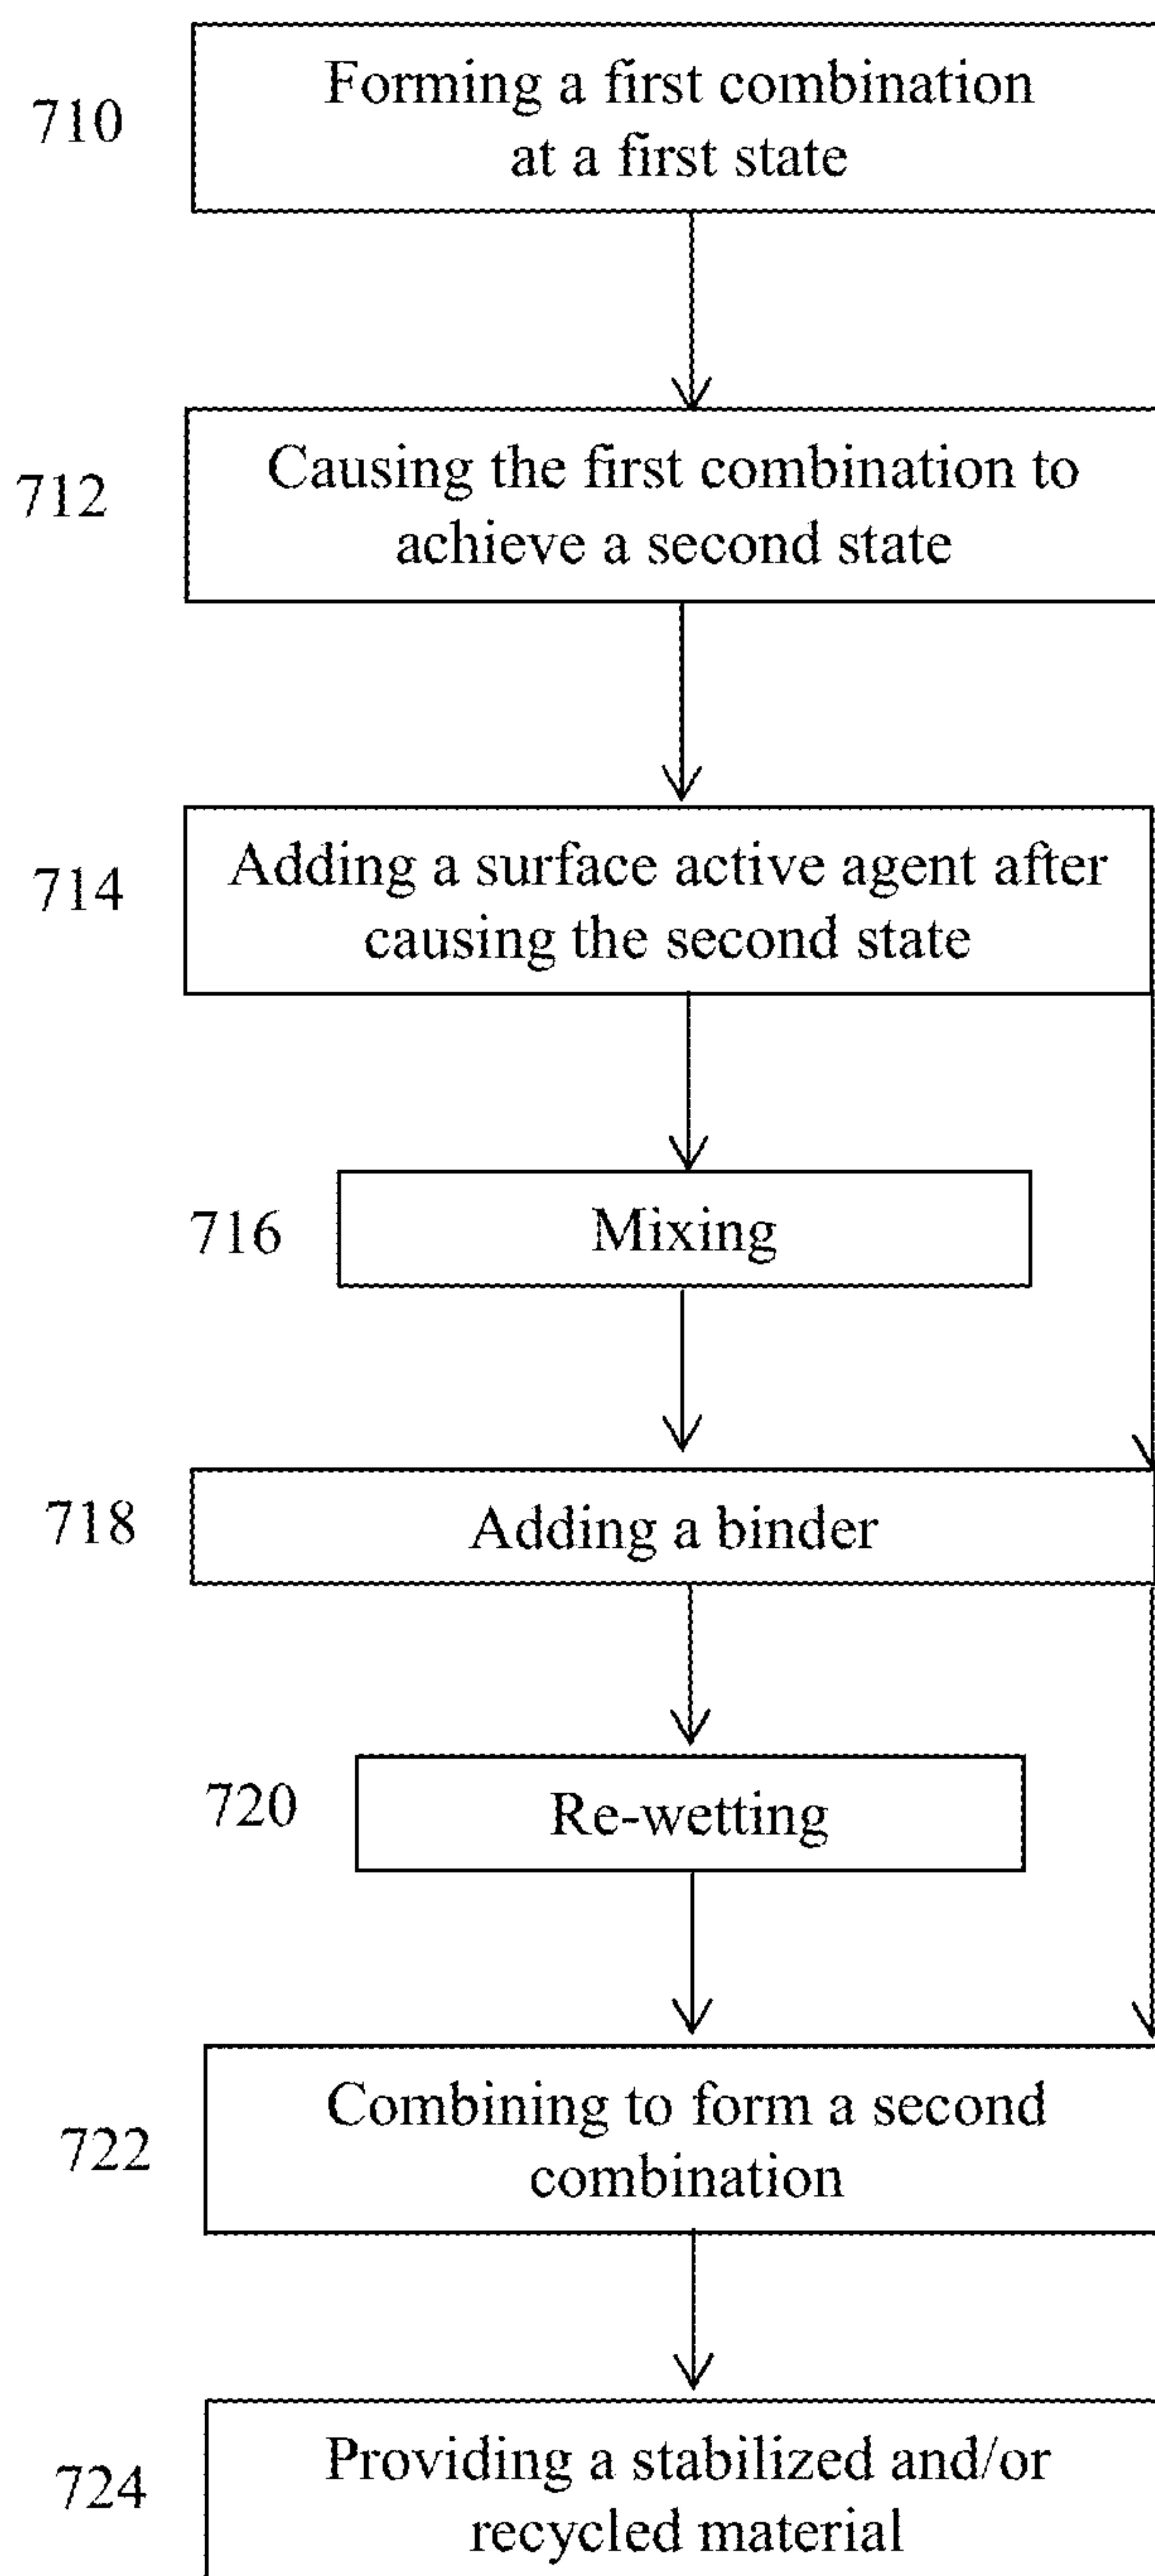 710
Forming a first combination
at a first state
712
Causing the first combination to
achieve a second state
714
Adding a surface active agent after
causing the second state
716
Mixing
718
Adding a binder
720
Re-wetting
722
Combining to form a second
combination
724
Providing a stabilized and/or
recycled material